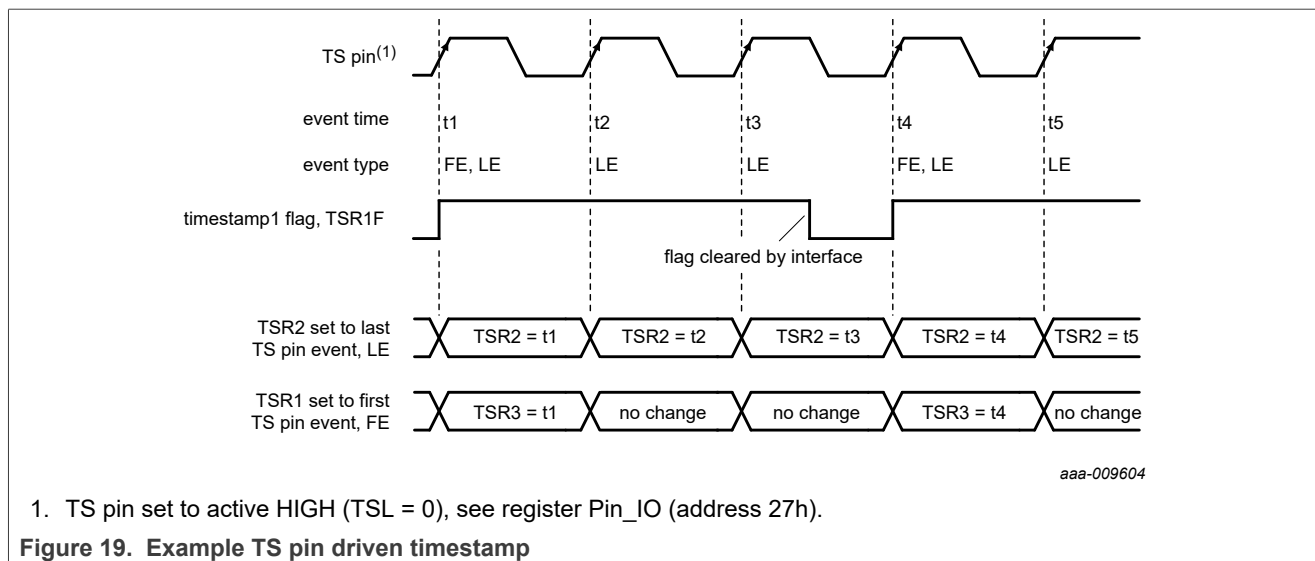 TS pin(1)
event time t1 t2 t3 t4 t5
event type FE, LE LE LE FE, LE LE
timestamp1 flag, TSR1F
flag cleared by interface
TSR2 set to last
TS pin event, LE
TSR2 = t1 TSR2 = t2 TSR2 = t3 TSR2 = t4 TSR2 = t5
TSR1 set to first
TS pin event, FE
TSR3 = t1 no change no change TSR3 = t4 no change
aaa-009604
1. TS pin set to active HIGH (TSL = 0), see register Pin_IO (address 27h).
Figure 19. Example TS pin driven timestamp